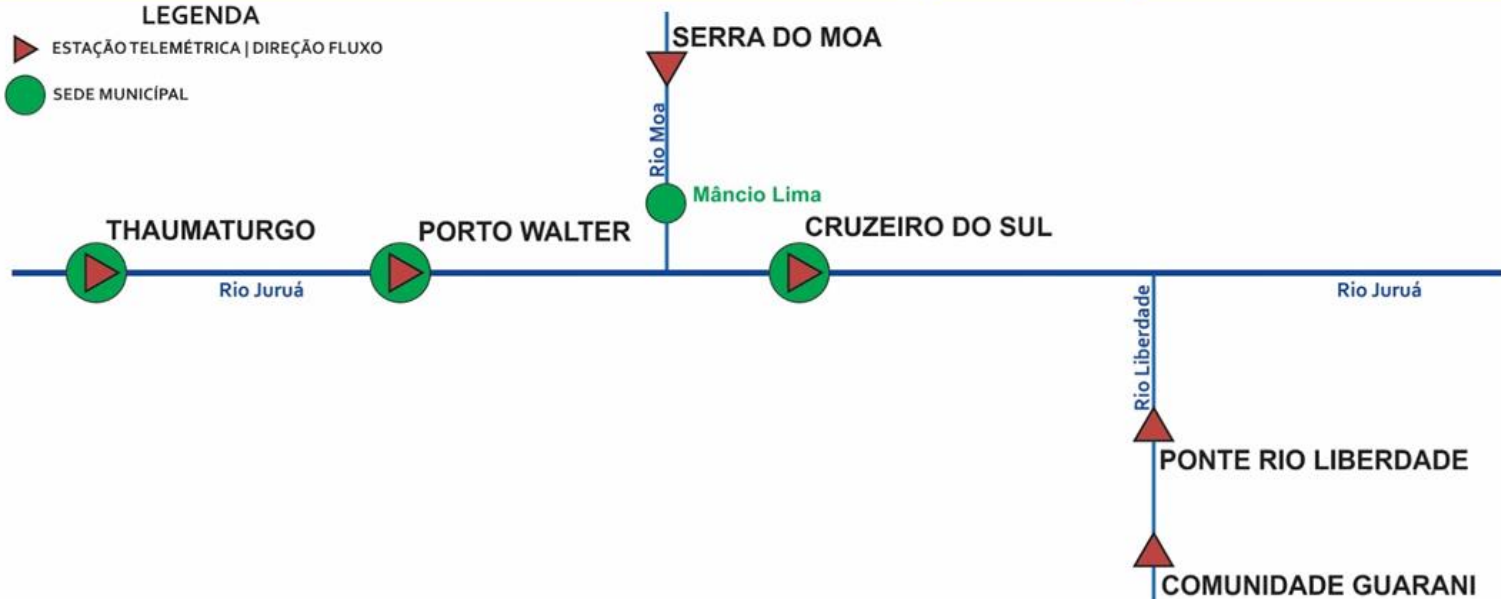 LEGENDA
ESTAÇÃO TELEMÉTRICA | DIREÇÃO FLUXO
SEDE MUNICÍPAL
SERRA DO MOA
Rio Moa
Mâncio Lima
THAUMATURGO
PORTO WALTER
CRUZEIRO DO SUL
Rio Juruá
Rio Juruá
Rio Liberdade
PONTE RIO LIBERDADE
COMUNIDADE GUARANI